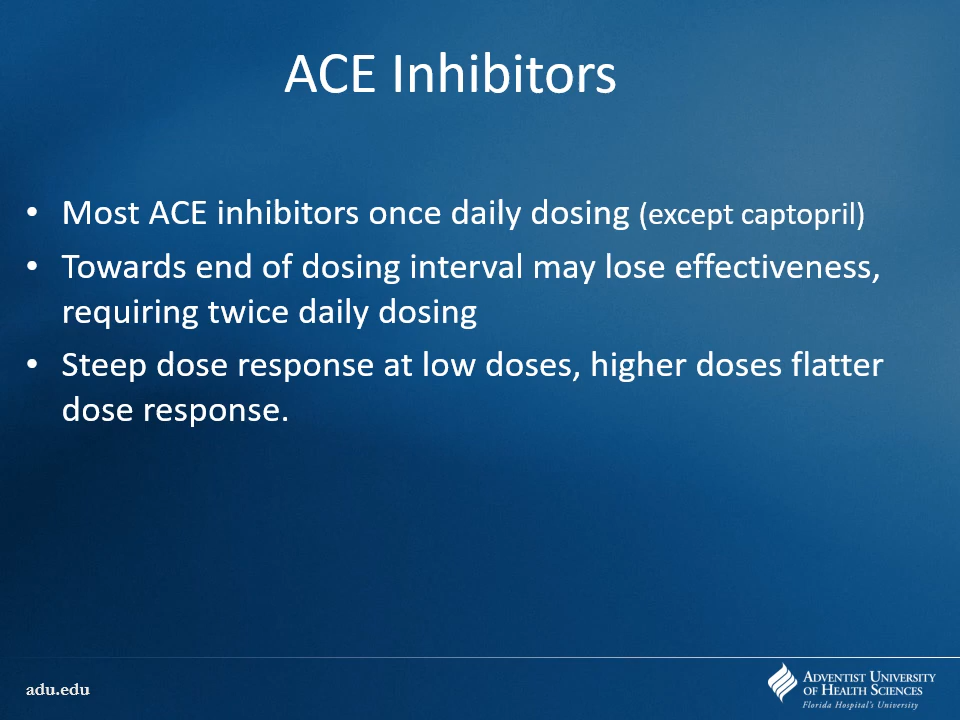 ACE Inhibitors
• Most ACE inhibitors once daily dosing (except captopril)
• Towards end of dosing interval may lose effectiveness,
requiring twice daily dosing
• Steep dose response at low doses, higher doses flatter
dose response.
adu.edu
ADVENTIST UNIVERSITY
OF HEALTH SCIENCES
Florida Hospital's University